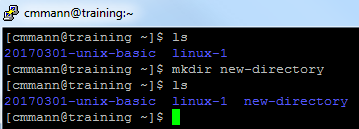 cmmann@training:~
[cmmann@training ~]$ ls
20170301-unix-basic  linux-1
[cmmann@training ~]$ mkdir new-directory
[cmmann@training ~]$ ls
20170301-unix-basic  linux-1  new-directory
[cmmann@training ~]$